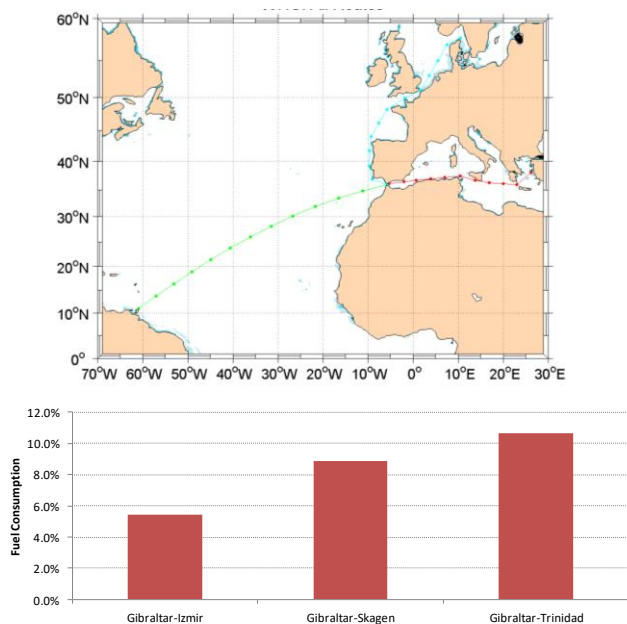 60°N
50°N
40°N
30°N
20°N
10°N
0°
70°W 60°W 50°W 40°W 30°W 20°W 10°W 0° 10°E 20°E 30°E
12.0%
10.0%
8.0%
6.0%
4.0%
2.0%
0.0%
Fuel Consumption
Gibraltar-Izmir Gibraltar-Skagen Gibraltar-Trinidad